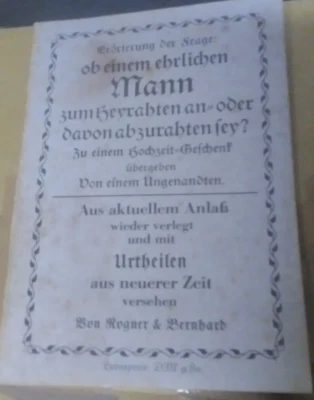 Erörterung der Frage:
ob einem ehrlichen
Mann
zum Heyrahten an- oder
davon abzurahten sey?
Zu einem Hochzeit-Geschenk
übergeben
Von einem Ungenandten.
Aus aktuellem Anlaß
wieder verlegt
und mit
Urtheilen
aus neuerer Zeit
versehen
Von Rogner & Bernhard